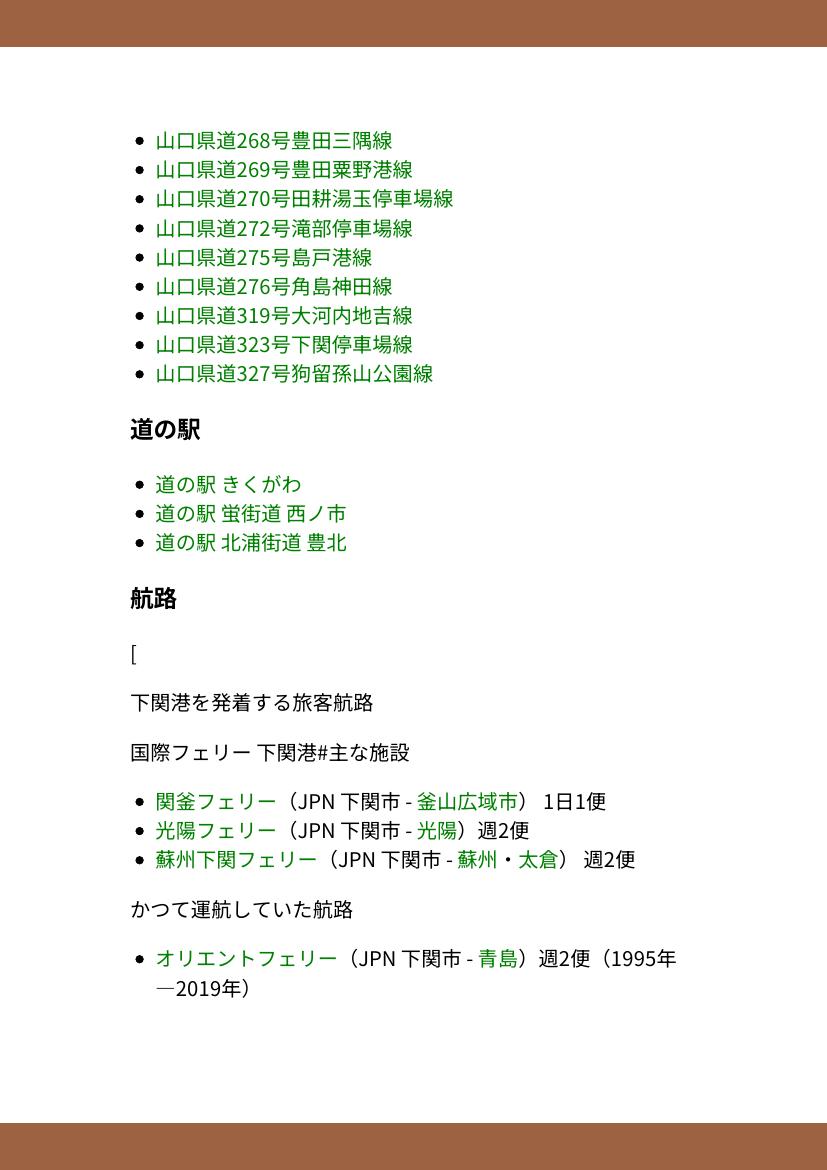 山口県道268号豊田三隅線
山口県道269号豊田粟野港線
山口県道270号田耕湯玉停車場線
山口県道272号滝部停車場線
山口県道275号島戸港線
山口県道276号角島神田線
山口県道319号大河内地吉線
山口県道323号下関停車場線
山口県道327号狗留孫山公園線
道の駅
道の駅 きくがわ
道の駅 蛍街道 西ノ市
道の駅 北浦街道 豊北
航路
[
下関港を発着する旅客航路
国際フェリー 下関港#主な施設
関釜フェリー（JPN 下関市 - 釜山広域市） 1日1便
光陽フェリー（JPN 下関市 - 光陽）週2便
蘇州下関フェリー（JPN 下関市 - 蘇州・太倉） 週2便
かつて運航していた航路
オリエントフェリー（JPN 下関市 - 青島）週2便（1995年
―2019年）